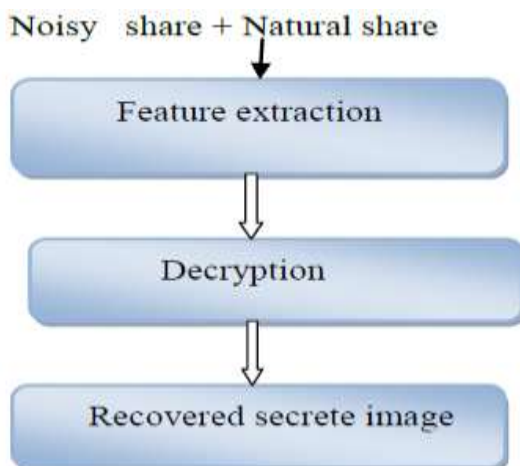 Noisy share + Natural share
Feature extraction
Decryption
Recovered secrete image